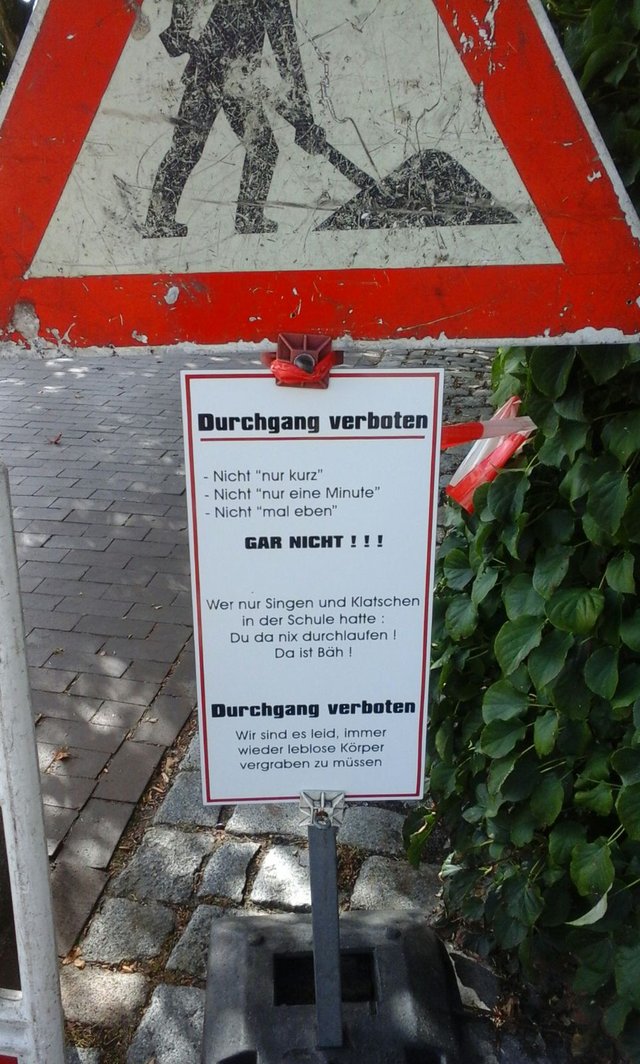 Durchgang verboten
- Nicht "nur kurz"
- Nicht "nur eine Minute"
- Nicht "mal eben"
GAR NICHT ! ! !
Wer nur Singen und Klatschen
in der Schule hatte :
Du da nix durchlaufen !
Da ist Bäh !
Durchgang verboten
Wir sind es leid, immer
wieder leblose Körper
vergraben zu müssen